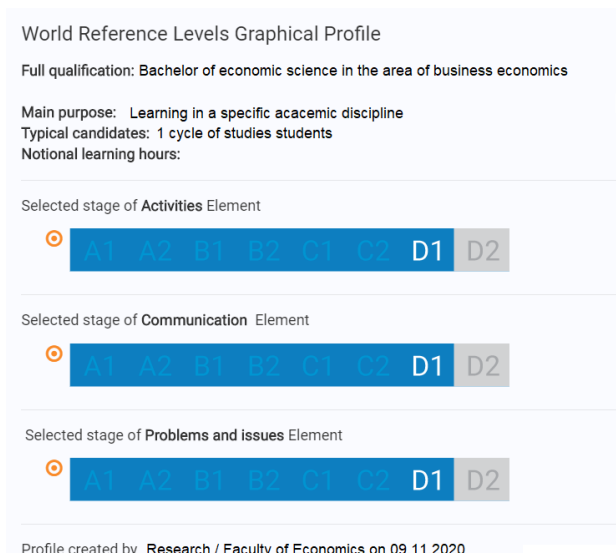 World Reference Levels Graphical Profile
Full qualification: Bachelor of economic science in the area of business economics
Main purpose: Learning in a specific acacemic discipline
Typical candidates: 1 cycle of studies students
Notional learning hours:
Selected stage of Activities Element
A1 A2 B1 B2 C1 C2 D1 D2
Selected stage of Communication Element
A1 A2 B1 B2 C1 C2 D1 D2
Selected stage of Problems and issues Element
A1 A2 B1 B2 C1 C2 D1 D2
Profile created by Research / Faculty of Economics on 09.11.2020